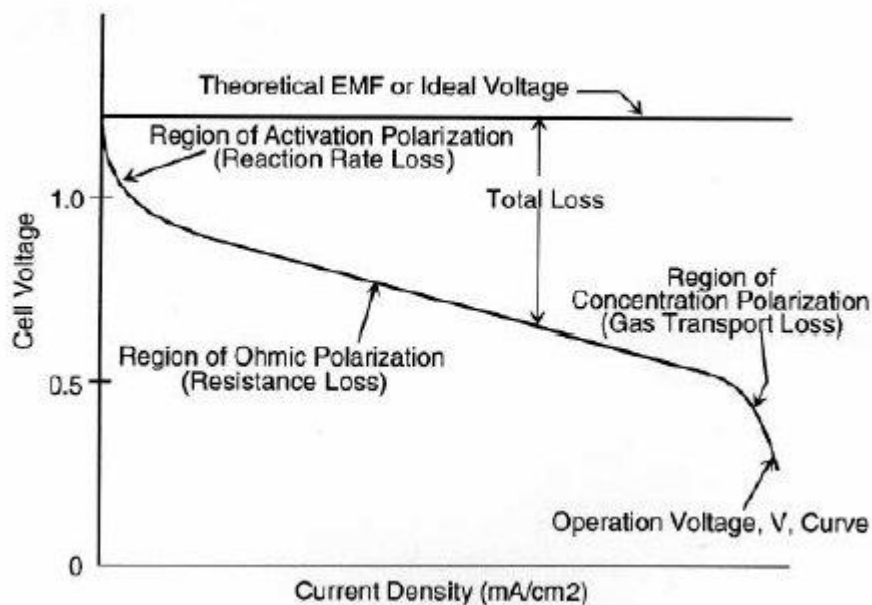 Theoretical EMF or Ideal Voltage
Region of Activation Polarization
(Reaction Rate Loss)
1.0
Total Loss
Cell Voltage
Region of
Concentration Polarization
(Gas Transport Loss)
Region of Ohmic Polarization
(Resistance Loss)
0.5
Operation Voltage, V, Curve
0
Current Density (mA/cm2)